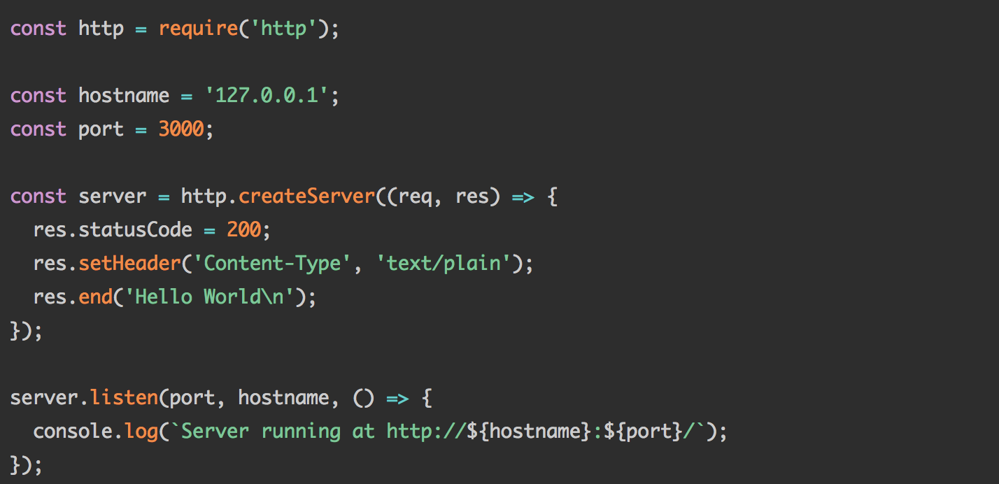 const http = require('http');

const hostname = '127.0.0.1';
const port = 3000;

const server = http.createServer((req, res) => {
  res.statusCode = 200;
  res.setHeader('Content-Type', 'text/plain');
  res.end('Hello World\n');
});

server.listen(port, hostname, () => {
  console.log(`Server running at http://${hostname}:${port}/`);
});